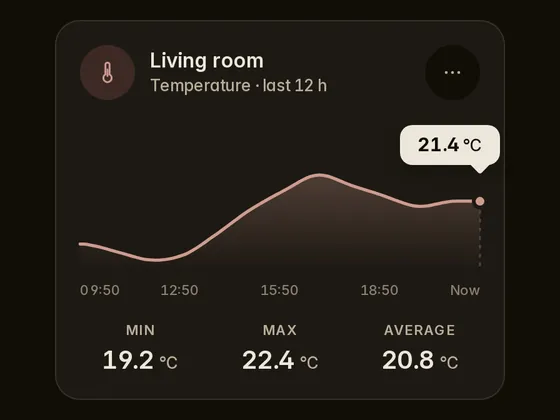 Living room
Temperature · last 12 h
21.4 °C
09:50 12:50 15:50 18:50 Now
MIN MAX AVERAGE
19.2 °C 22.4 °C 20.8 °C